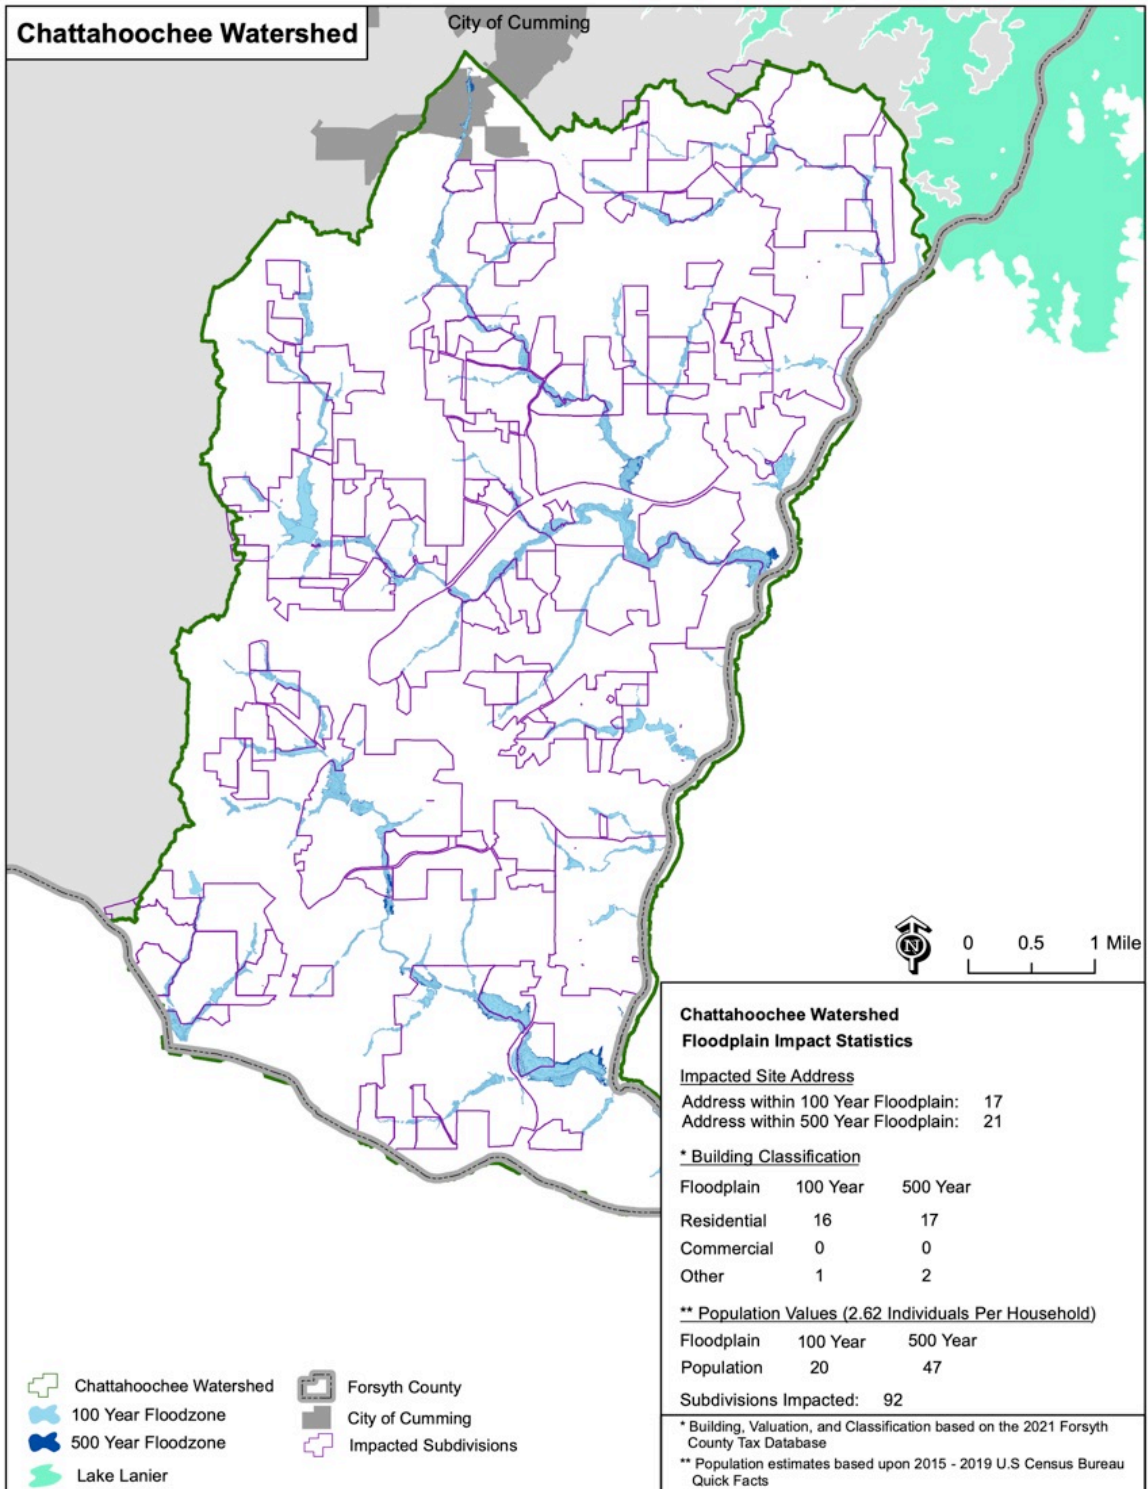 Chattahoochee Watershed
City of Cumming
N
0 0.5 1 Mile
Chattahoochee Watershed
Floodplain Impact Statistics
Impacted Site Address
Address within 100 Year Floodplain: 17
Address within 500 Year Floodplain: 21
* Building Classification
Floodplain 100 Year 500 Year
Residential 16 17
Commercial 0 0
Other 1 2
** Population Values (2.62 Individuals Per Household)
Floodplain 100 Year 500 Year
Population 20 47
Subdivisions Impacted: 92
* Building, Valuation, and Classification based on the 2021 Forsyth
County Tax Database
** Population estimates based upon 2015 - 2019 U.S Census Bureau
Quick Facts
Chattahoochee Watershed
100 Year Floodzone
500 Year Floodzone
Lake Lanier
Forsyth County
City of Cumming
Impacted Subdivisions